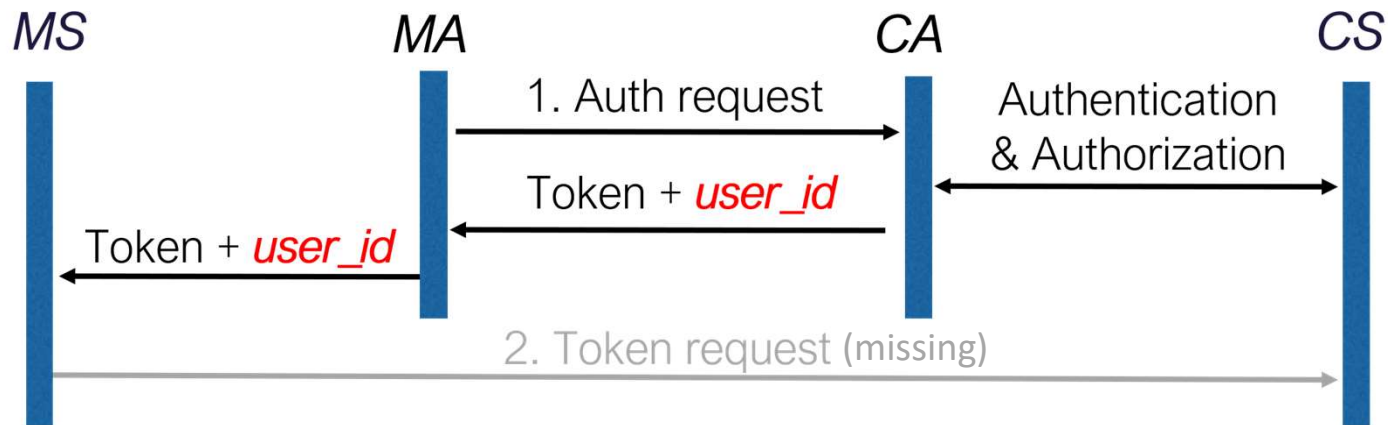 MS MA CA CS
1. Auth request
Authentication
& Authorization
Token + user_id
Token + user_id
2. Token request (missing)